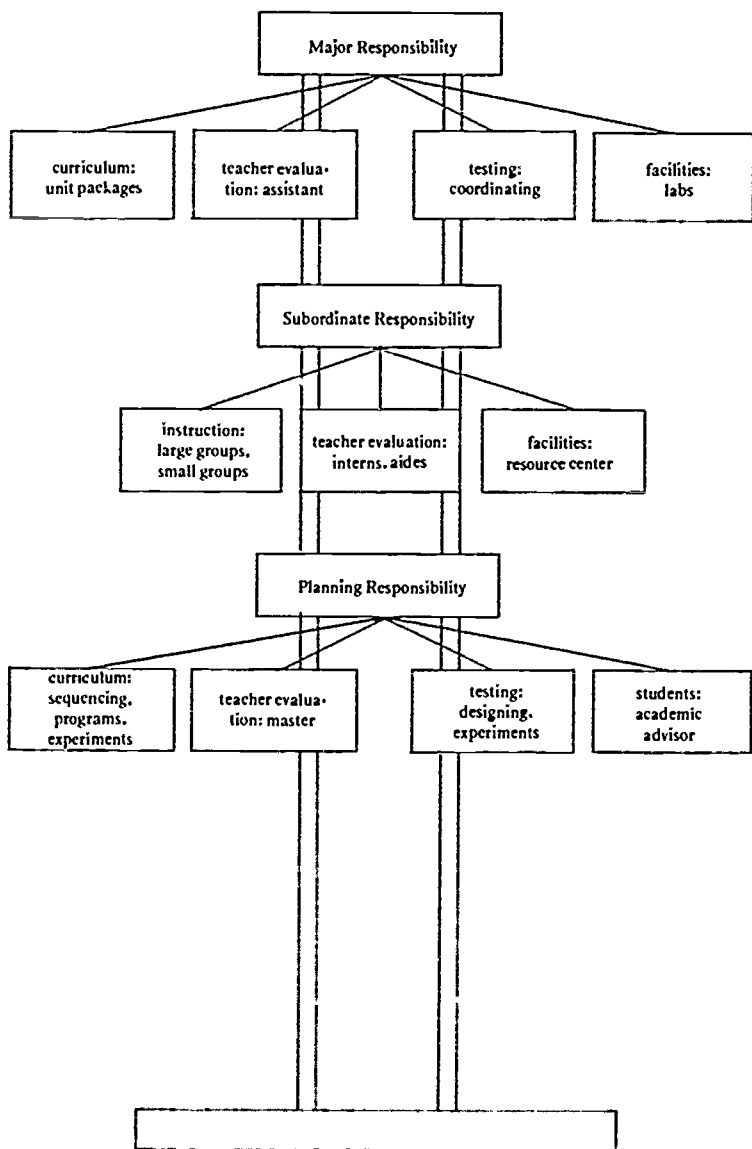 Major Responsibility
curriculum:
unit packages
teacher evalua-
tion: assistant
testing:
coordinating
facilities:
labs
Subordinate Responsibility
instruction:
large groups,
small groups
teacher evaluation:
interns, aides
facilities:
resource center
Planning Responsibility
curriculum:
sequencing,
programs,
experiments
teacher evalua-
tion: master
testing:
designing,
experiments
students:
academic
advisor